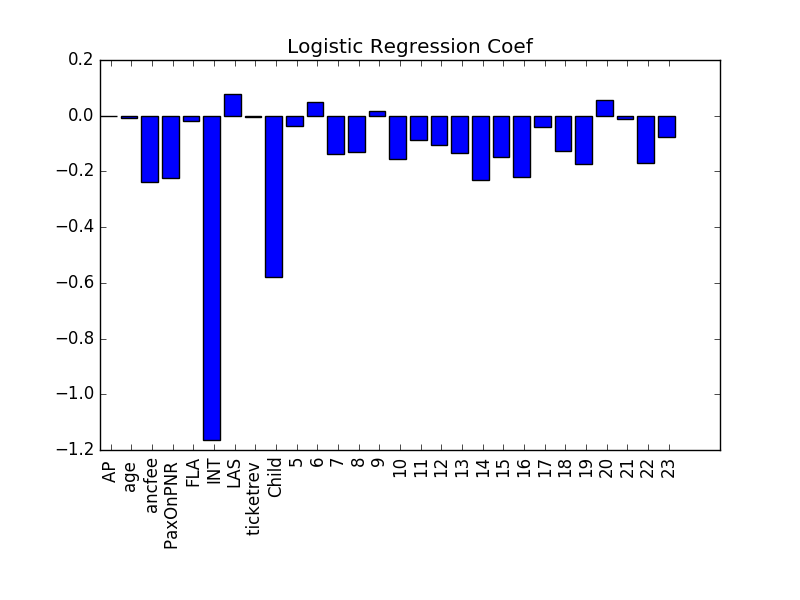 Logistic Regression Coef
0.2
0.0
−0.2
−0.4
−0.6
−0.8
−1.0
−1.2
AP
age
ancfee
PaxOnPNR
FLA
INT
LAS
ticketrev
Child
5
6
7
8
9
10
11
12
13
14
15
16
17
18
19
20
21
22
23